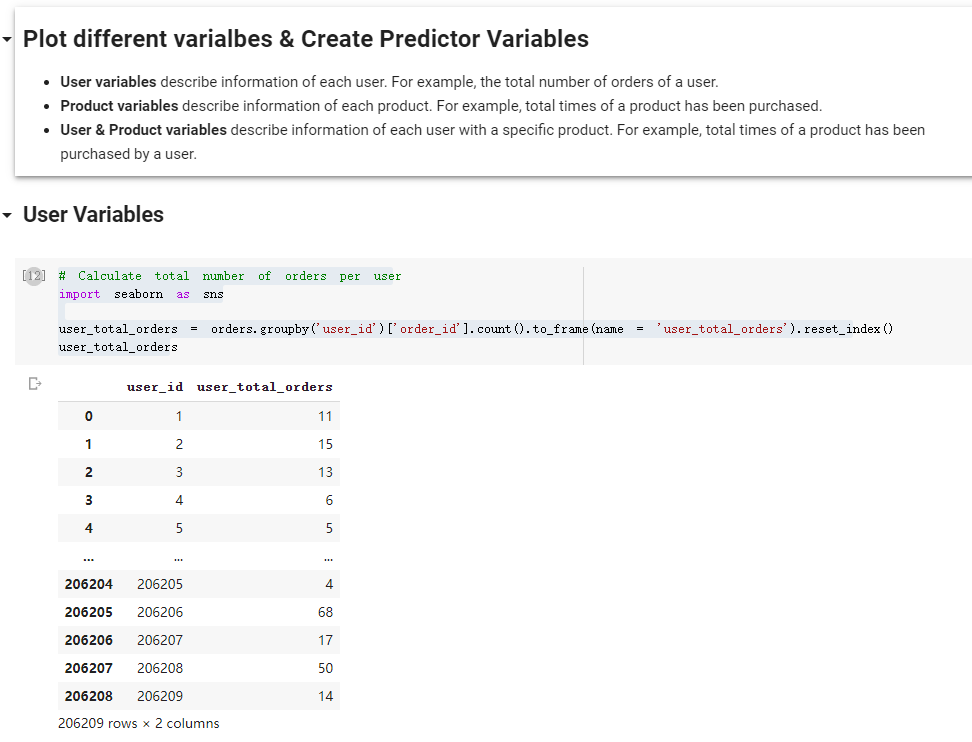 Plot different varialbes & Create Predictor Variables
• User variables describe information of each user. For example, the total number of orders of a user.
• Product variables describe information of each product. For example, total times of a product has been purchased.
• User & Product variables describe information of each user with a specific product. For example, total times of a product has been
purchased by a user.
User Variables
[12] # Calculate total number of orders per user
import seaborn as sns
user_total_orders = orders.groupby('user_id')['order_id'].count().to_frame(name = 'user_total_orders').reset_index()
user_total_orders
user_id user_total_orders
0 1 11
1 2 15
2 3 13
3 4 6
4 5 5
... ... ...
206204 206205 4
206205 206206 68
206206 206207 17
206207 206208 50
206208 206209 14
206209 rows × 2 columns